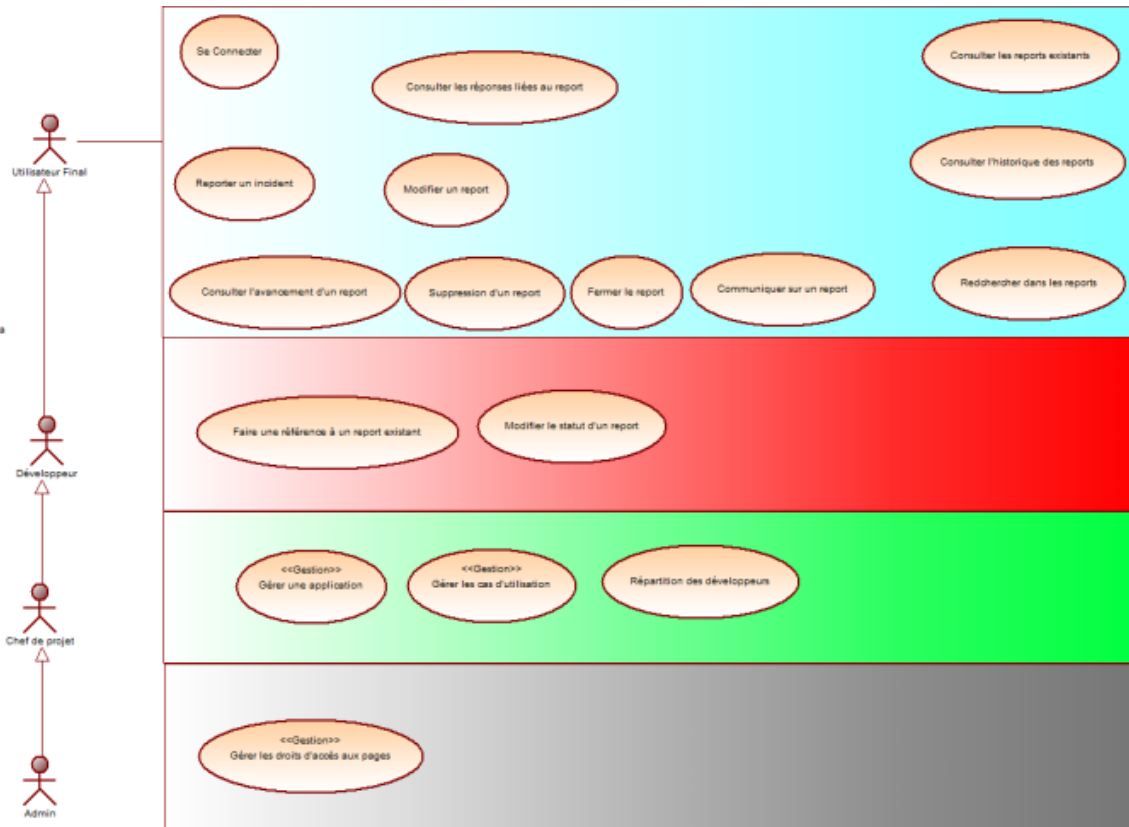 Se Connecter
Consulter les reports existants
Consulter les réponses liées au report
Utilisateur Final
Reporter un incident
Modifier un report
Consulter l'historique des reports
Consulter l'avancement d'un report
Suppression d'un report
Fermer le report
Communiquer sur un report
Redchercher dans les reports
a
Faire une référence à un report existant
Modifier le statut d'un report
Développeur
<<Gestion>>
Gérer une application
<<Gestion>>
Gérer les cas d'utilisation
Répartition des développeurs
Chef de projet
<<Gestion>>
Gérer les droits d'accès aux pages
Admin